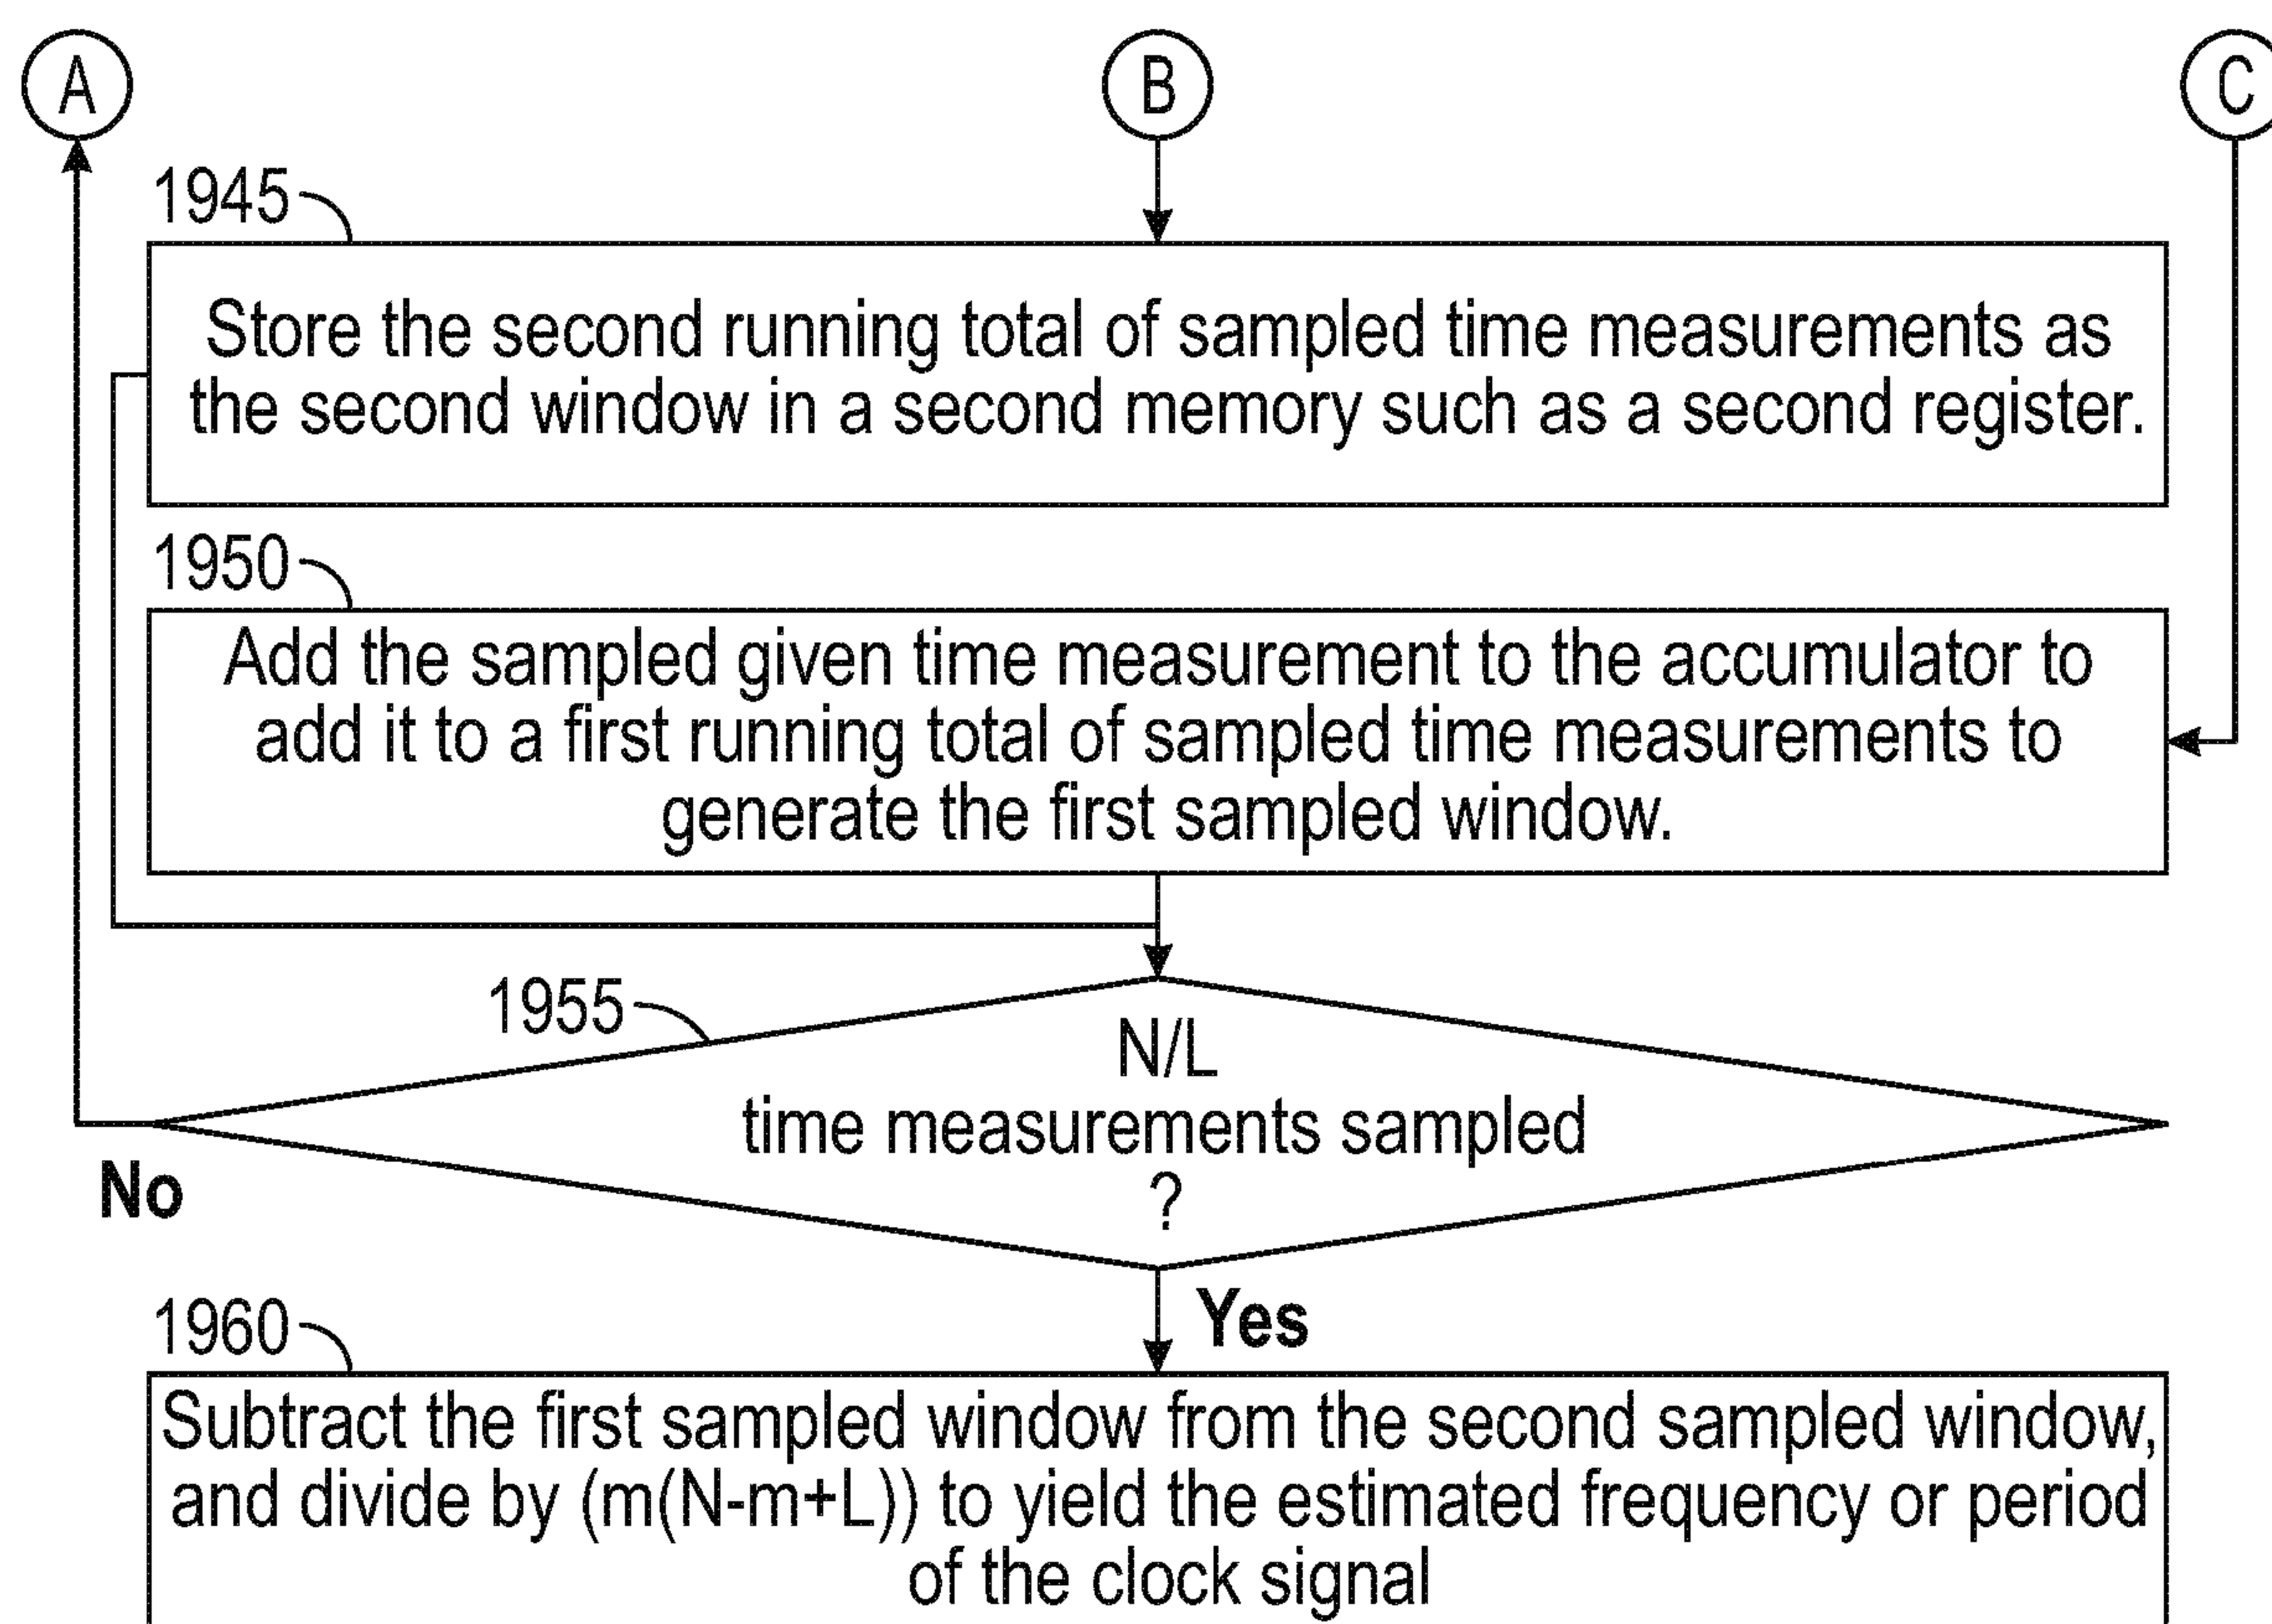 A
B
C
1945
Store the second running total of sampled time measurements as
the second window in a second memory such as a second register.
1950
Add the sampled given time measurement to the accumulator to
add it to a first running total of sampled time measurements to
generate the first sampled window.
1955
N/L
time measurements sampled
?
No
Yes
1960
Subtract the first sampled window from the second sampled window,
and divide by (m(N-m+L)) to yield the estimated frequency or period
of the clock signal